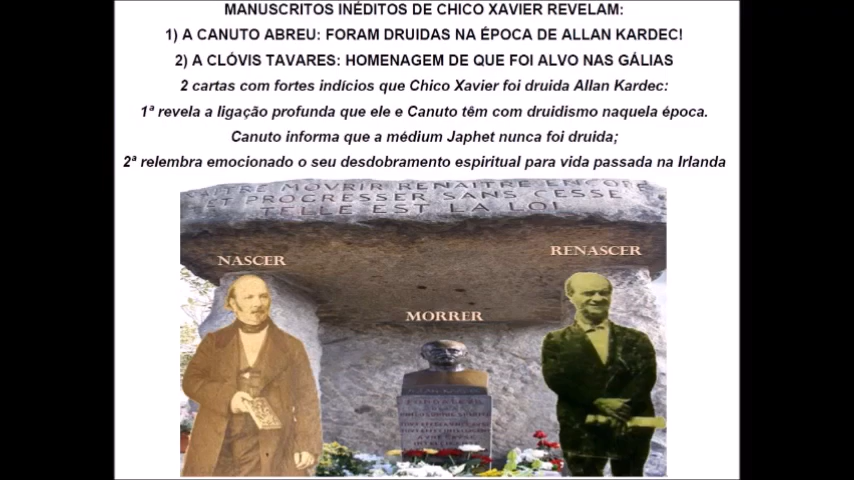 MANUSCRITOS INÉDITOS DE CHICO XAVIER REVELAM:
1) A CANUTO ABREU: FORAM DRUIDAS NA ÉPOCA DE ALLAN KARDEC!
2) A CLÓVIS TAVARES: HOMENAGEM DE QUE FOI ALVO NAS GÁLIAS
2 cartas com fortes indícios que Chico Xavier foi druida Allan Kardec:
1ª revela a ligação profunda que ele e Canuto têm com druidismo naquela época.
Canuto informa que a médium Japhet nunca foi druida;
2ª relembra emocionado o seu desdobramento espiritual para vida passada na Irlanda
MOVRIR RENAITRE ENCORE
ET PROGRESSER SANS CESSE
TELLE EST LA LOI
NASCER
RENASCER
MORRER